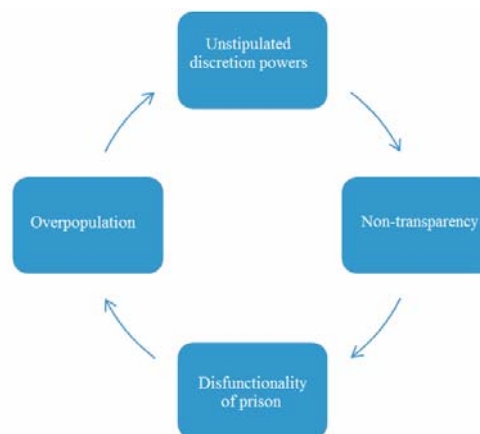 Unstipulated
discretion powers
Overpopulation
Non-transparency
Disfunctionality
of prison